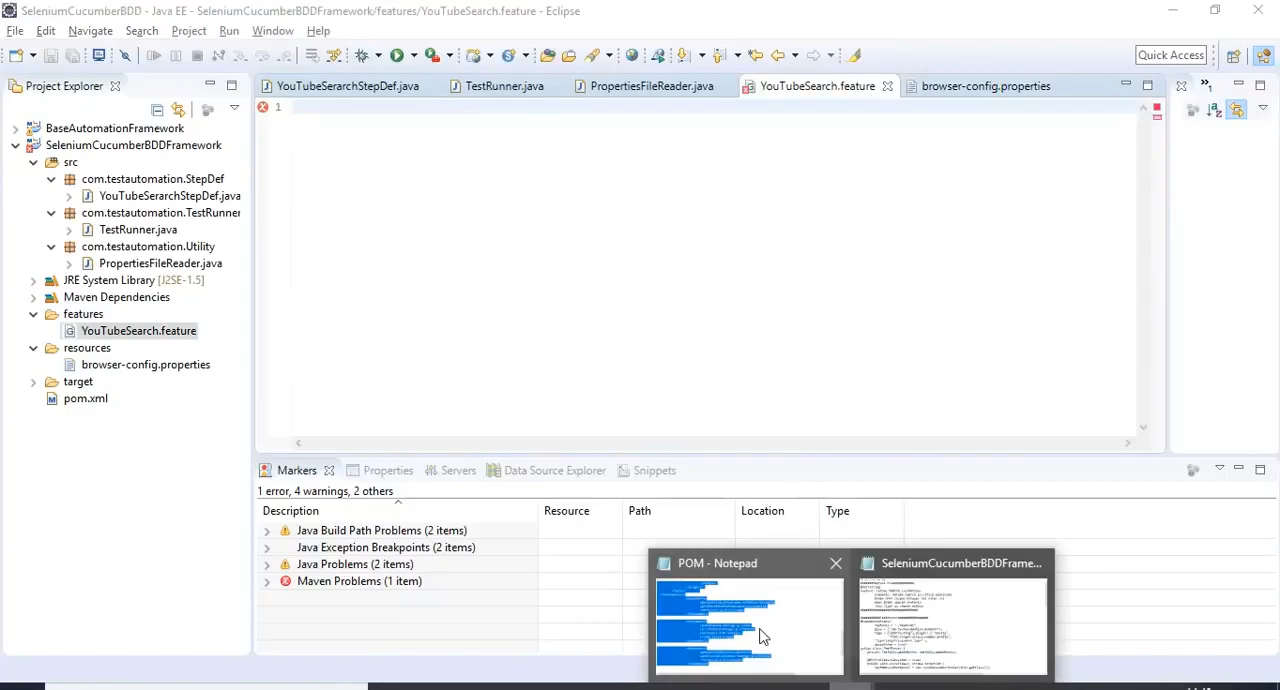 SeleniumCucumberBDD - Java EE - SeleniumCucumberBDDFramework/features/YouTubeSearch.feature - Eclipse
File Edit Navigate Search Project Run Window Help
Quick Access
Project Explorer
YouTubeSerarchStepDef.java TestRunner.java PropertiesFileReader.java YouTubeSearch.feature browser-config.properties
1
BaseAutomationFramework
SeleniumCucumberBDDFramework
src
com.testautomation.StepDef
YouTubeSerarchStepDef.java
com.testautomation.TestRunner
TestRunner.java
com.testautomation.Utility
PropertiesFileReader.java
JRE System Library [J2SE-1.5]
Maven Dependencies
features
YouTubeSearch.feature
resources
browser-config.properties
target
pom.xml
Markers Properties Servers Data Source Explorer Snippets
1 error, 4 warnings, 2 others
Description Resource Path Location Type
Java Build Path Problems (2 items)
Java Exception Breakpoints (2 items)
Java Problems (2 items)
Maven Problems (1 item)
POM - Notepad
SeleniumCucumberBDDFrame...